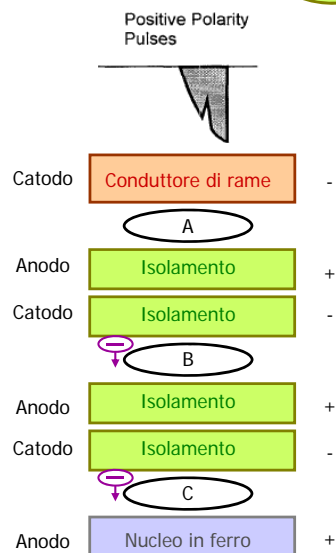 Positive Polarity
Pulses
Catodo Conduttore di rame -
A
Anodo Isolamento +
Catodo Isolamento -
B
Anodo Isolamento +
Catodo Isolamento -
C
Anodo Nucleo in ferro +